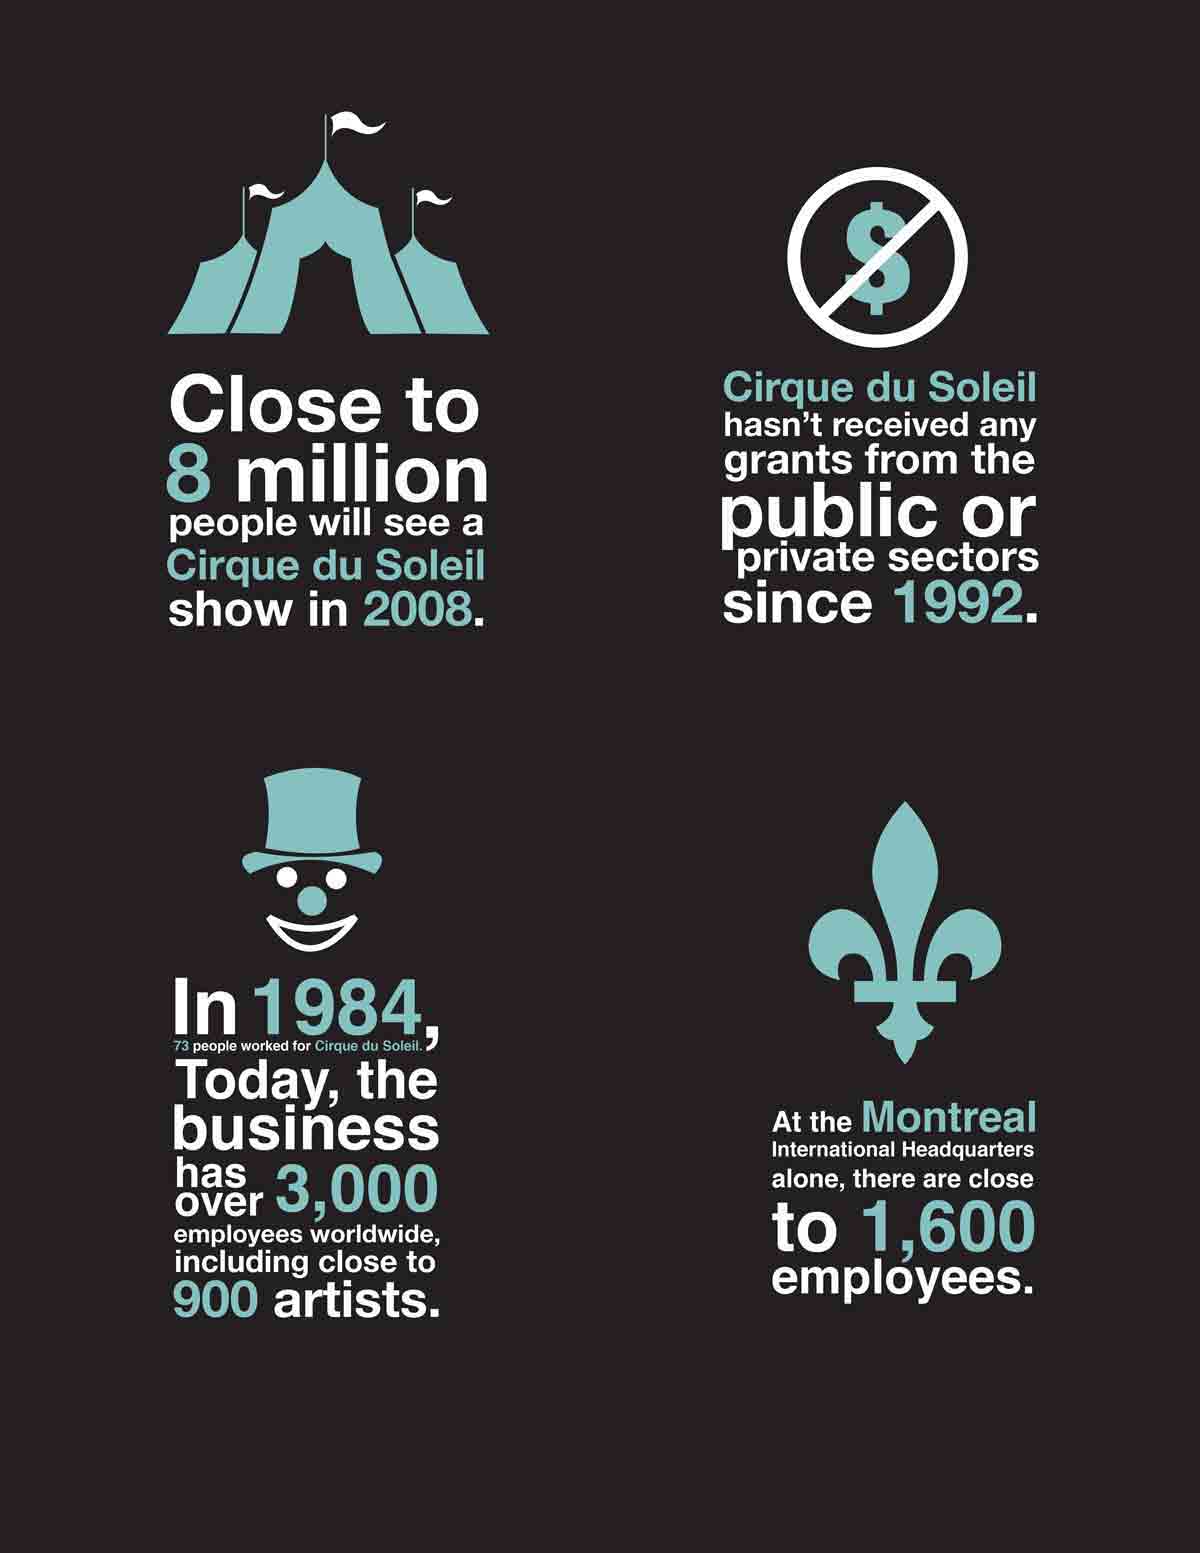 Close to
8 million
people will see a
Cirque du Soleil
show in 2008.
Cirque du Soleil
hasn't received any
grants from the
public or
private sectors
since 1992.
In 1984,
73 people worked for Cirque du Soleil.
Today, the
business
has
over 3,000
employees worldwide,
including close to
900 artists.
At the Montreal
International Headquarters
alone, there are close
to 1,600
employees.